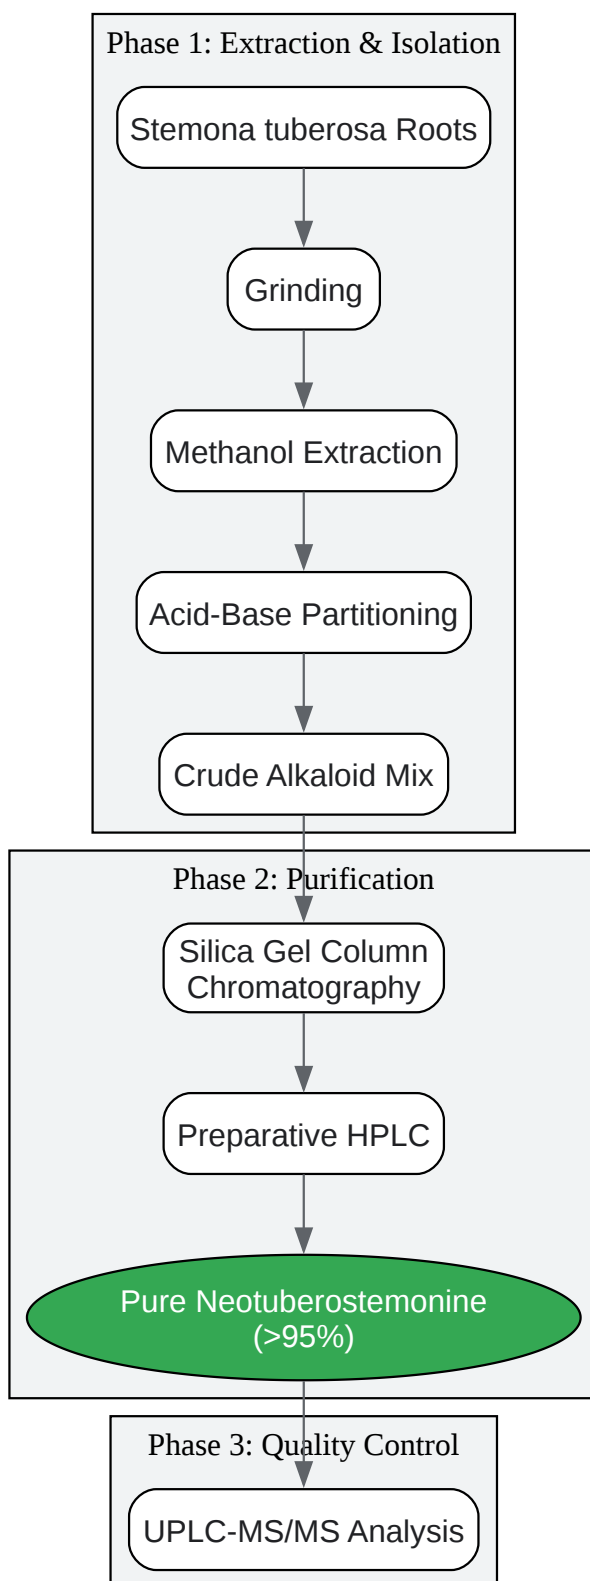 Phase 1: Extraction & Isolation
Stemona tuberosa Roots
Grinding
Methanol Extraction
Acid-Base Partitioning
Crude Alkaloid Mix
Phase 2: Purification
Silica Gel Column
Chromatography
Preparative HPLC
Pure Neotuberostemonine
(>95%)
Phase 3: Quality Control
UPLC-MS/MS Analysis